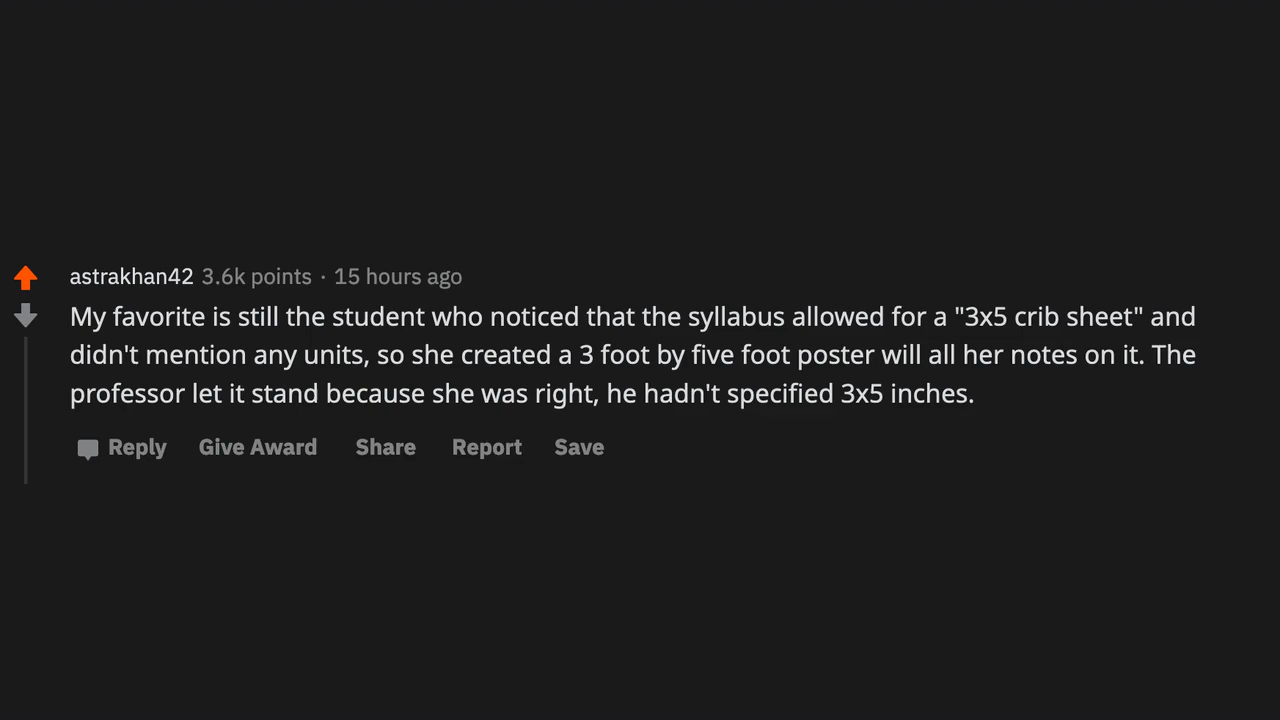 astrakhan42 3.6k points · 15 hours ago
My favorite is still the student who noticed that the syllabus allowed for a "3x5 crib sheet" and
didn't mention any units, so she created a 3 foot by five foot poster will all her notes on it. The
professor let it stand because she was right, he hadn't specified 3x5 inches.
Reply Give Award Share Report Save